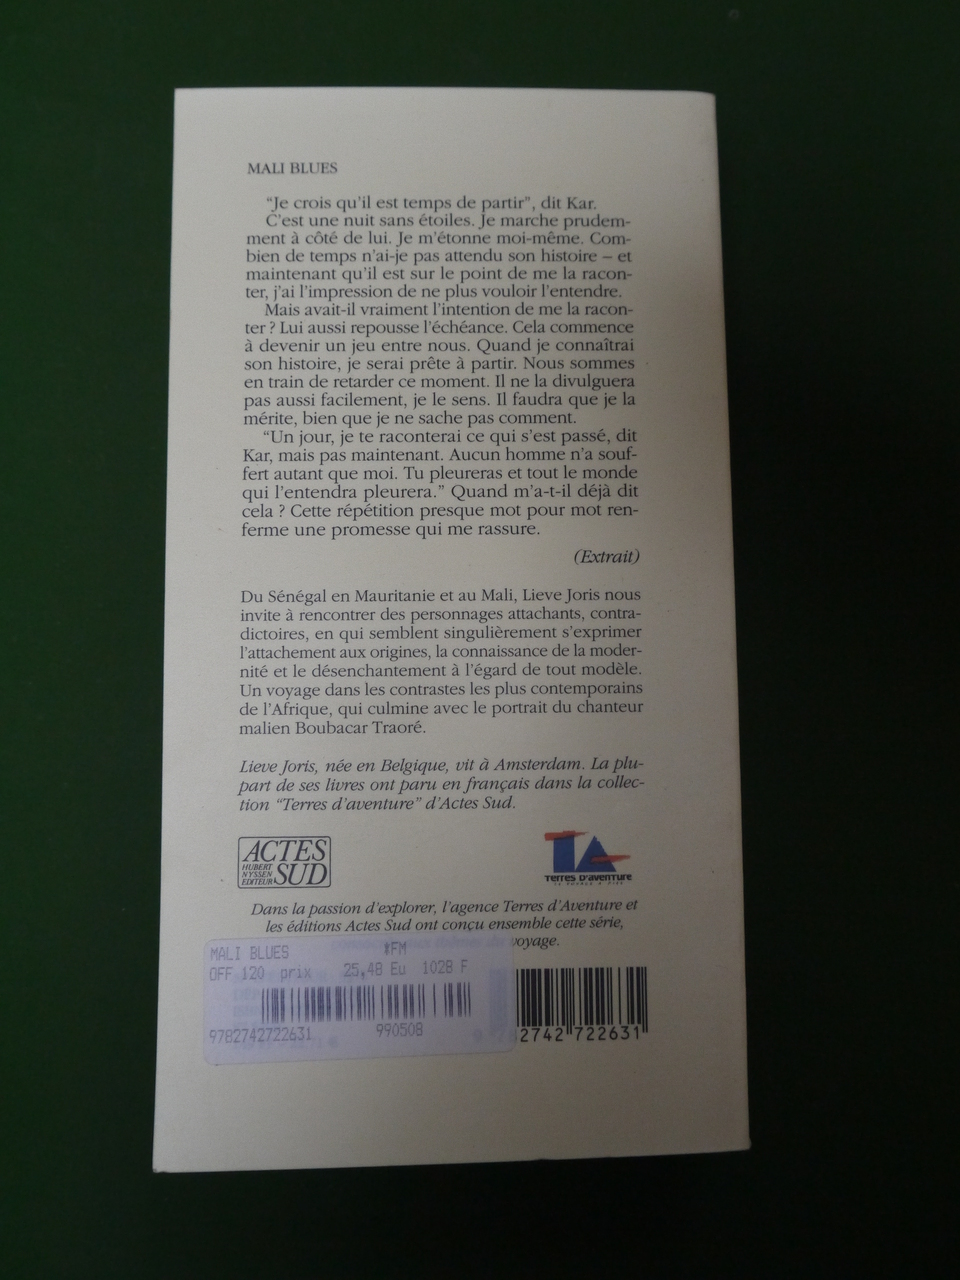 MALI BLUES
“Je crois qu'il est temps de partir”, dit Kar.
C'est une nuit sans étoiles. Je marche prudem-
ment à côté de lui. Je m'étonne moi-même. Com-
bien de temps n'ai-je pas attendu son histoire – et
maintenant qu'il est sur le point de me la racon-
ter, j'ai l'impression de ne plus vouloir l'entendre.
Mais avait-il vraiment l'intention de me la racon-
ter ? Lui aussi repousse l'échéance. Cela commence
à devenir un jeu entre nous. Quand je connaîtrai
son histoire, je serai prête à partir. Nous sommes
en train de retarder ce moment. Il ne la divulguera
pas aussi facilement, je le sens. Il faudra que je la
mérite, bien que je ne sache pas comment.
“Un jour, je te raconterai ce qui s'est passé, dit
Kar, mais pas maintenant. Aucun homme n'a souf-
fert autant que moi. Tu pleureras et tout le monde
qui l'entendra pleurera.” Quand m'a-t-il déjà dit
cela ? Cette répétition presque mot pour mot ren-
ferme une promesse qui me rassure.
(Extrait)
Du Sénégal en Mauritanie et au Mali, Lieve Joris nous
invite à rencontrer des personnages attachants, contra-
dictoires, en qui semblent singulièrement s'exprimer
l'attachement aux origines, la connaissance de la moder-
nité et le désenchantement à l'égard de tout modèle.
Un voyage dans les contrastes les plus contemporains
de l'Afrique, qui culmine avec le portrait du chanteur
malien Boubacar Traoré.
Lieve Joris, née en Belgique, vit à Amsterdam. La plu-
part de ses livres ont paru en français dans la collec-
tion “Terres d'aventure” d'Actes Sud.
ACTES
HUBERT
NYSSEN
EDITEUR
SUD
TA
TERRES D'AVENTURE
Dans la passion d'explorer, l'agence Terres d'Aventure et
les éditions Actes Sud ont conçu ensemble cette série,
voyage.
MALI BLUES *FM
OFF 120 prix 25,48 Eu 1028 F
9782742722631 990508
9 782742 722631